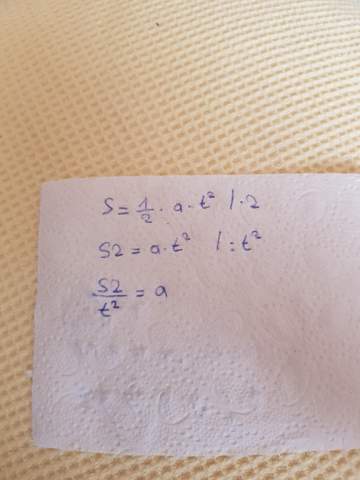 S = 1/2 · a · t² / · 2
S2 = a · t² / : t²
S2/t² = a